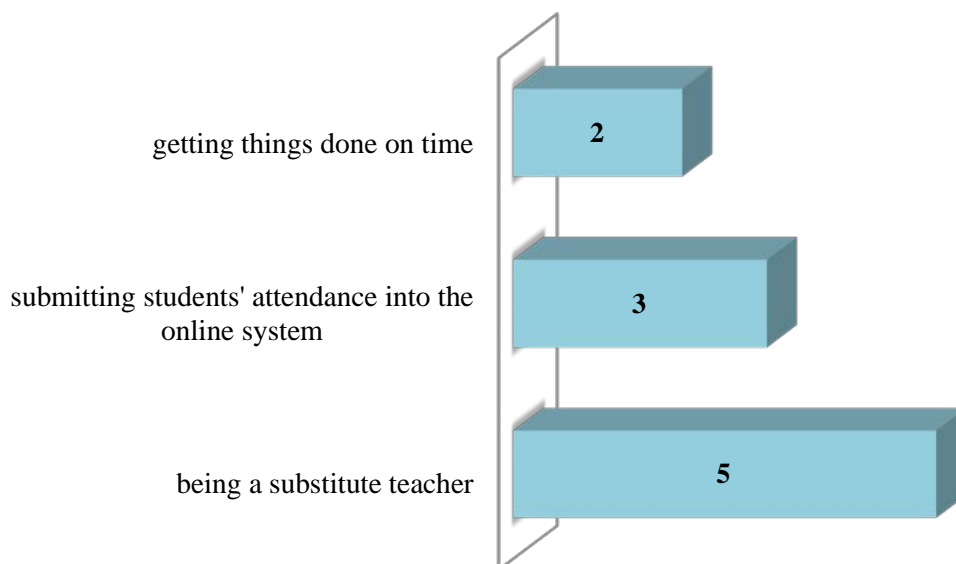 getting things done on time
2
submitting students' attendance into the
online system
3
being a substitute teacher
5